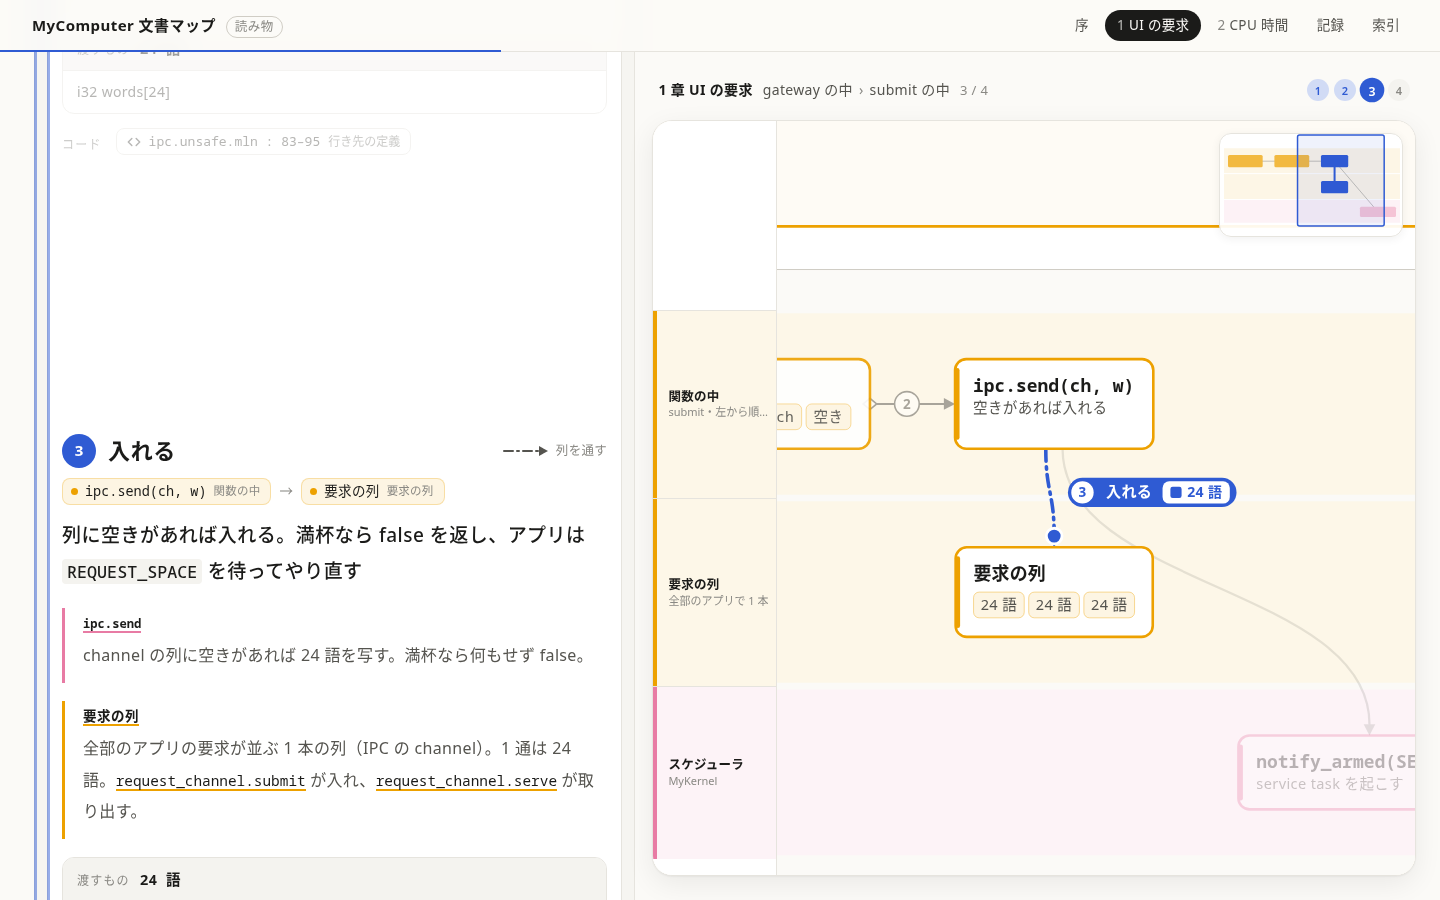 MyComputer 文書マップ 読み物
序 1 UI の要求 2 CPU 時間 記録 索引
i32 words[24]
コード <> ipc.unsafe.mln : 83–95 行き先の定義
3 入れる 列を通す
ipc.send(ch, w) 関数の中 → 要求の列 要求の列
列に空きがあれば入れる。満杯なら false を返し、アプリは
REQUEST_SPACE を待ってやり直す
ipc.send
channel の列に空きがあれば 24 語を写す。満杯なら何もせず false。
要求の列
全部のアプリの要求が並ぶ 1 本の列（IPC の channel）。1 通は 24
語。request_channel.submit が入れ、request_channel.serve が取
り出す。
渡すもの 24 語
1 章 UI の要求 gateway の中 › submit の中 3 / 4
1 2 3 4
関数の中
submit・左から順…
ch 空き
2
ipc.send(ch, w)
空きがあれば入れる
3 入れる 24 語
要求の列
全部のアプリで 1 本
要求の列
24 語 24 語 24 語
スケジューラ
MyKernel
notify_armed(SE
service task を起こす